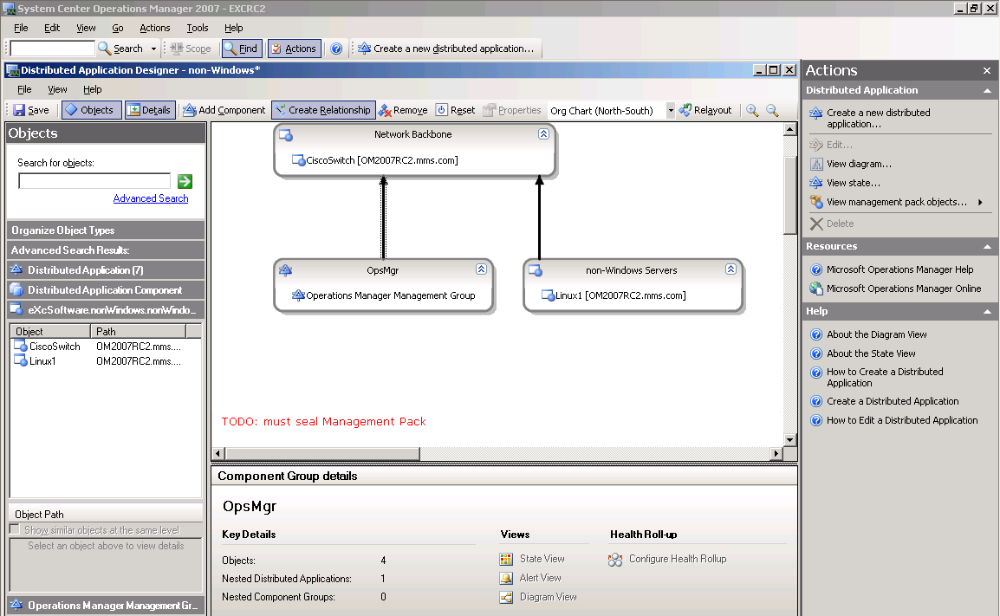 System Center Operations Manager 2007 - EXCRC2
File Edit View Go Actions Tools Help
Search Scope Find Actions Create a new distributed application...
Distributed Application Designer - non-Windows*
File View Help
Save Objects Details Add Component Create Relationship Remove Reset Properties Org Chart (North-South) Relayout
Objects
Search for objects:
Advanced Search
Organize Object Types
Advanced Search Results:
Distributed Application (7)
Distributed Application Component
eXcSoftware.nonWindows.nonWindo...
Object Path
CiscoSwitch OM2007RC2.mms....
Linux1 OM2007RC2.mms....
Object Path
Show similar objects at the same level
Select an object above to view details
Operations Manager Management Gr...
Network Backbone
CiscoSwitch [OM2007RC2.mms.com]
OpsMgr
Operations Manager Management Group
non-Windows Servers
Linux1 [OM2007RC2.mms.com]
TODO: must seal Management Pack
Component Group details
OpsMgr
Key Details
Objects: 4
Nested Distributed Applications: 1
Nested Component Groups: 0
Views
State View
Alert View
Diagram View
Health Roll-up
Configure Health Rollup
Actions
Distributed Application
Create a new distributed
application...
Edit...
View diagram...
View state...
View management pack objects...
Delete
Resources
Microsoft Operations Manager Help
Microsoft Operations Manager Online
Help
About the Diagram View
About the State View
How to Create a Distributed
Application
Create a Distributed Application
How to Edit a Distributed Application